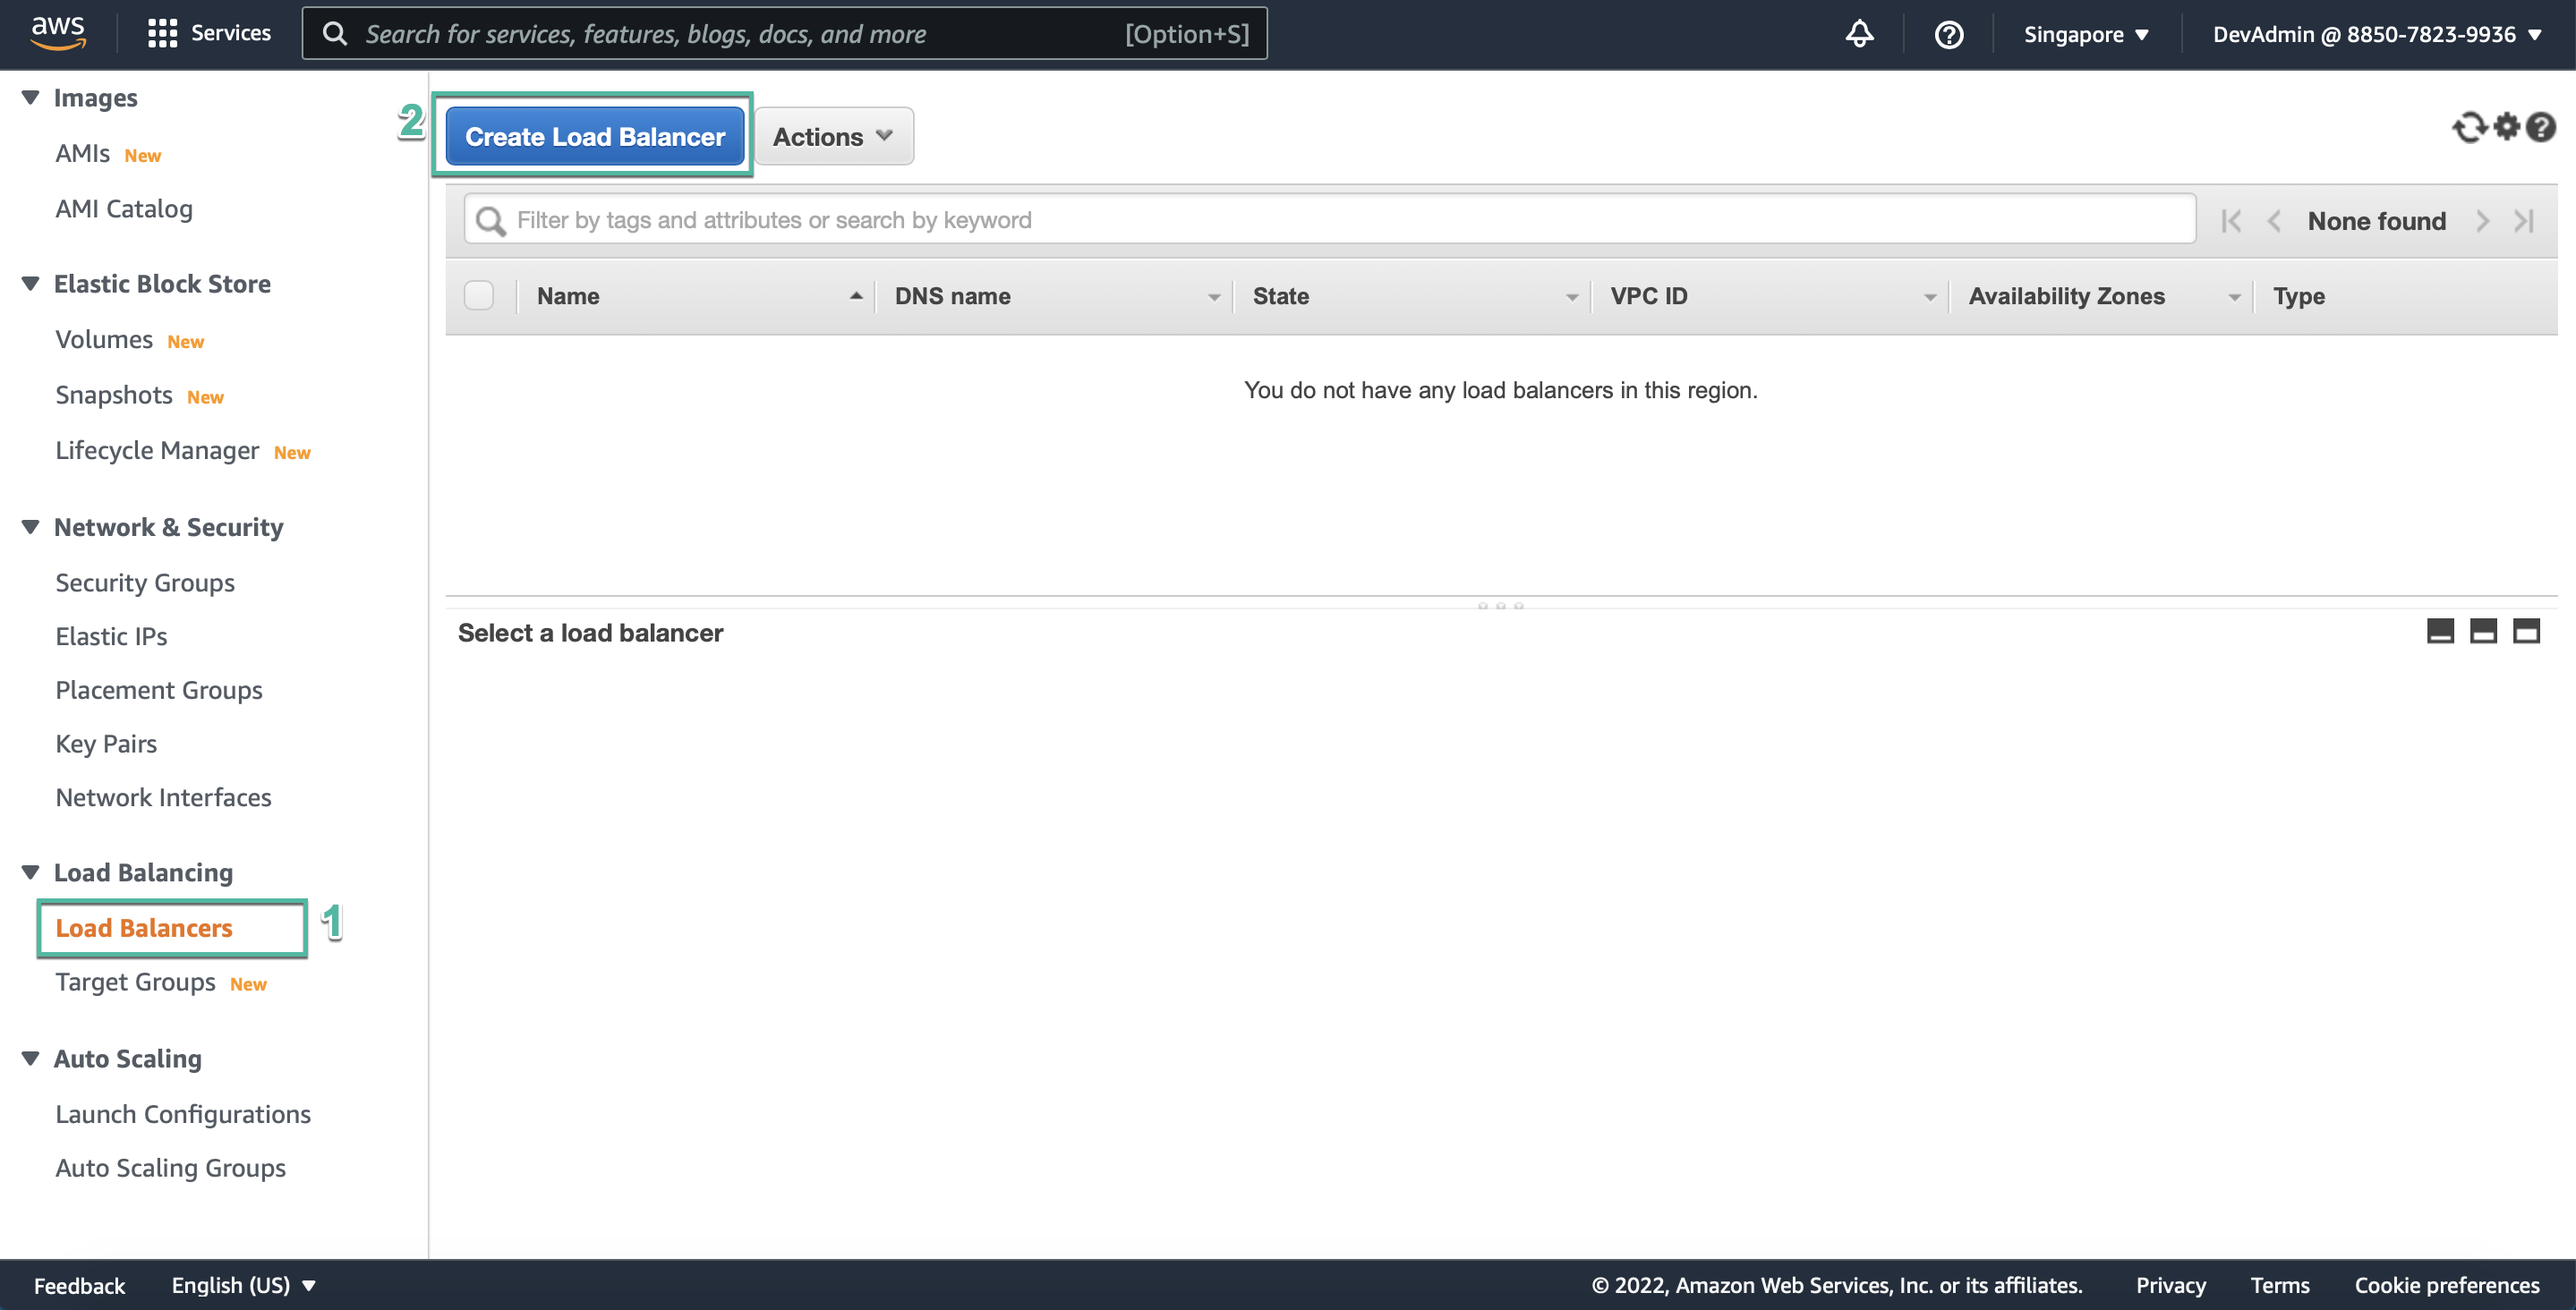 aws
Services
Search for services, features, blogs, docs, and more [Option+S]
Singapore
DevAdmin @ 8850-7823-9936
Images
AMIs New
AMI Catalog
Elastic Block Store
Volumes New
Snapshots New
Lifecycle Manager New
Network & Security
Security Groups
Elastic IPs
Placement Groups
Key Pairs
Network Interfaces
Load Balancing
Load Balancers 1
Target Groups New
Auto Scaling
Launch Configurations
Auto Scaling Groups
2 Create Load Balancer Actions
Filter by tags and attributes or search by keyword
None found
Name DNS name State VPC ID Availability Zones Type
You do not have any load balancers in this region.
Select a load balancer
Feedback English (US) © 2022, Amazon Web Services, Inc. or its affiliates. Privacy Terms Cookie preferences